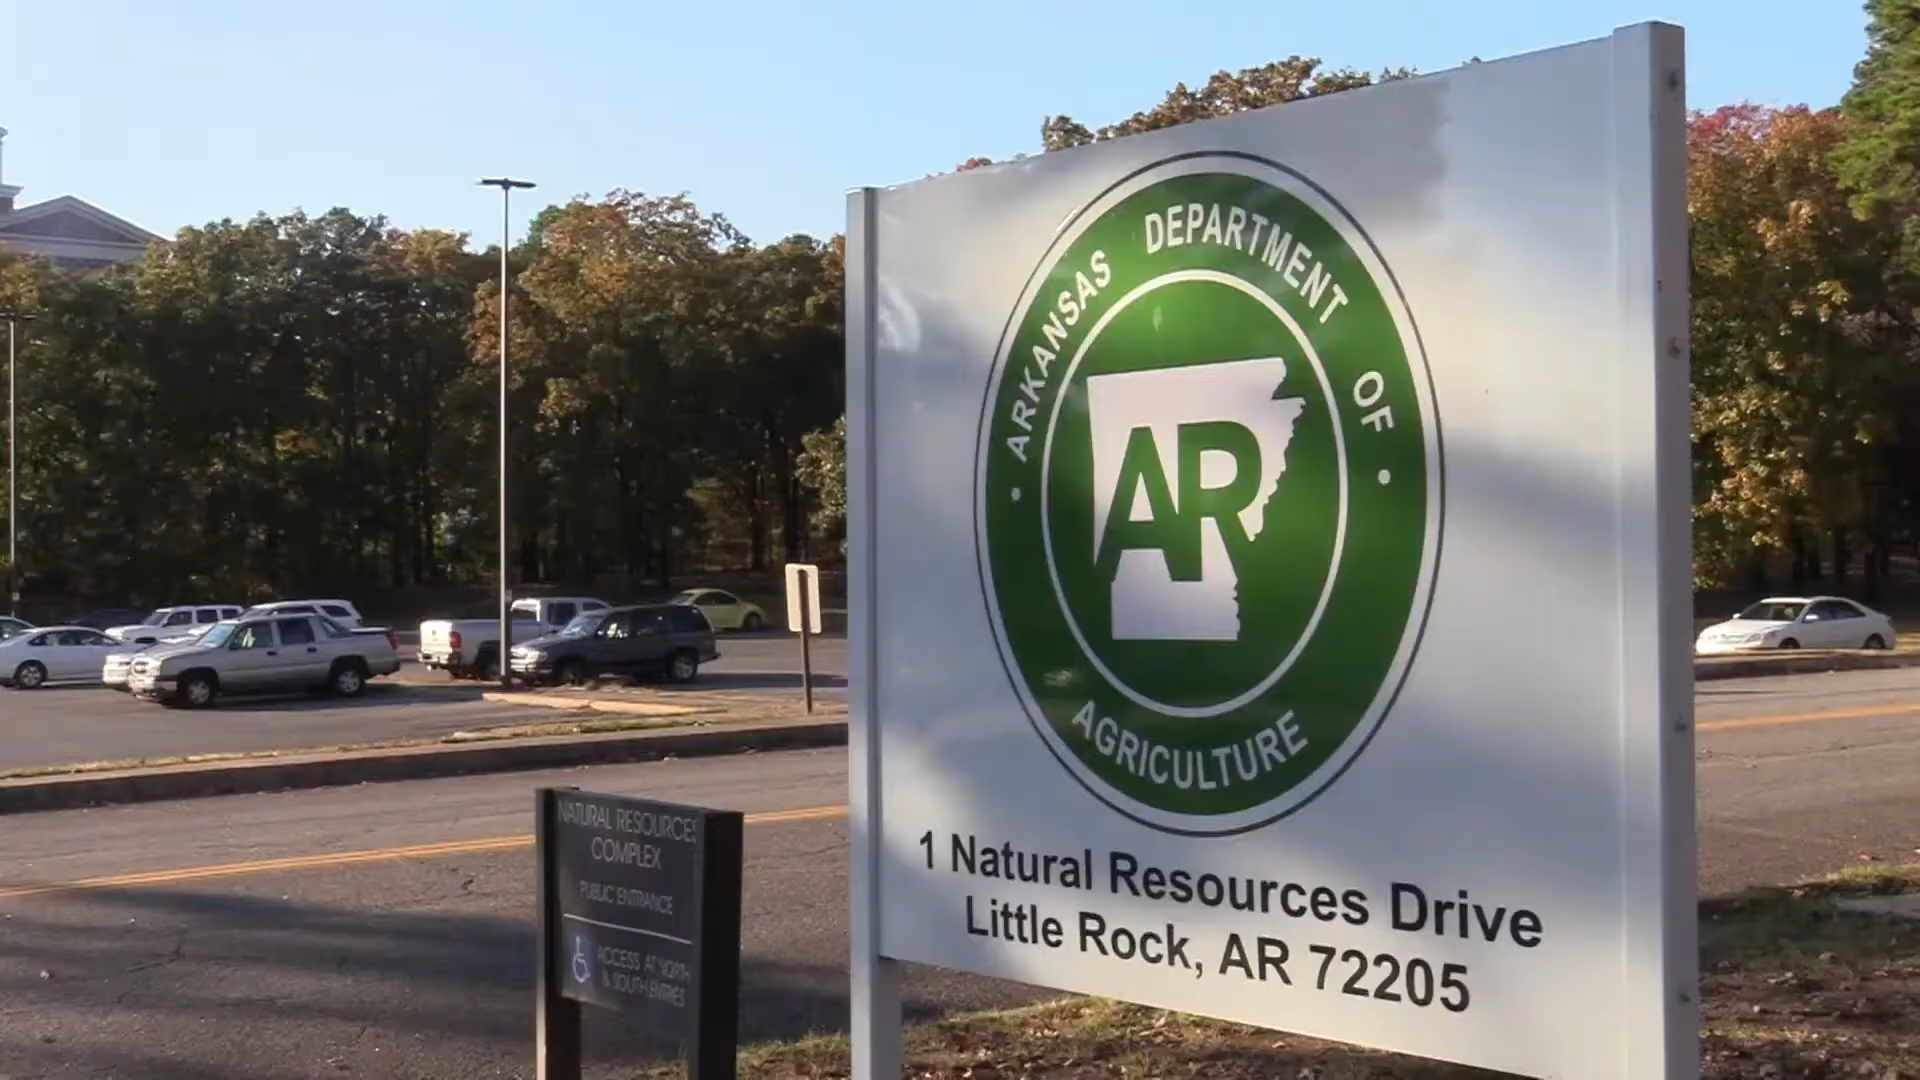 ARKANSAS DEPARTMENT OF
AR
AGRICULTURE
1 Natural Resources Drive
Little Rock, AR 72205
NATURAL RESOURCES
COMPLEX
PUBLIC ENTRANCE
ACCESS AT NORTH
& SOUTH ENTRIES